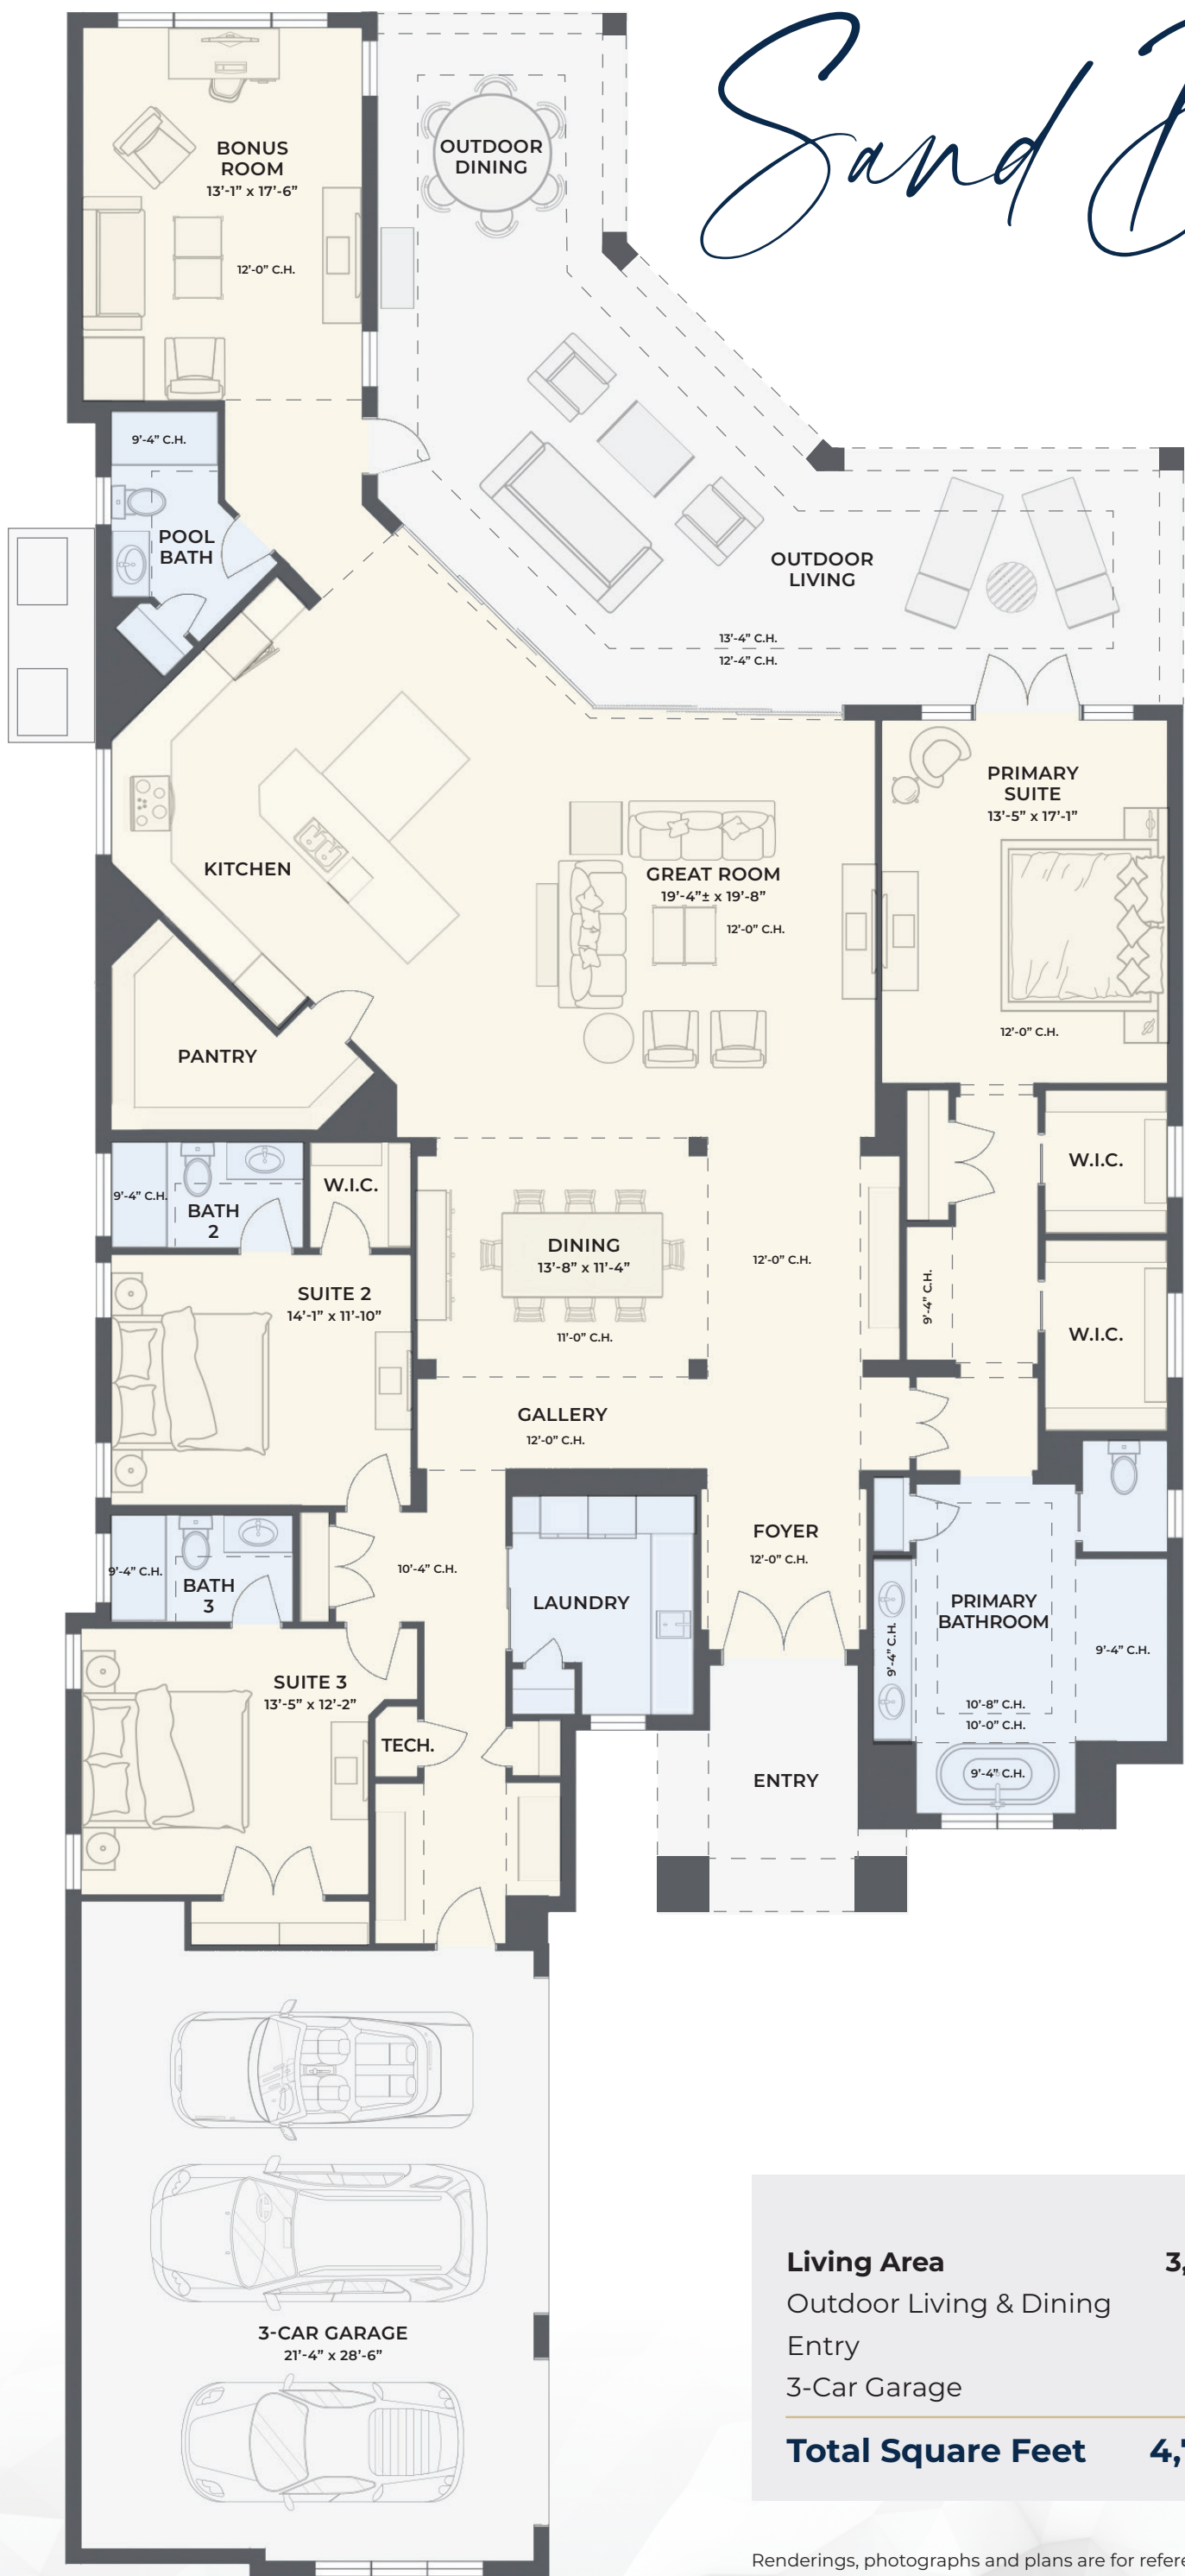 Sand
BONUS
ROOM
13'-1" x 17'-6"
12'-0" C.H.
OUTDOOR
DINING
9'-4" C.H.
POOL
BATH
OUTDOOR
LIVING
13'-4" C.H.
12'-4" C.H.
PRIMARY
SUITE
13'-5" x 17'-1"
12'-0" C.H.
KITCHEN
GREAT ROOM
19'-4"± x 19'-8"
12'-0" C.H.
PANTRY
W.I.C.
9'-4" C.H.
BATH
2
W.I.C.
DINING
13'-8" x 11'-4"
11'-0" C.H.
12'-0" C.H.
9'-4" C.H.
W.I.C.
SUITE 2
14'-1" x 11'-10"
GALLERY
12'-0" C.H.
FOYER
12'-0" C.H.
9'-4" C.H.
BATH
3
10'-4" C.H.
LAUNDRY
PRIMARY
BATHROOM
9'-4" C.H.
9'-4" C.H.
10'-8" C.H.
10'-0" C.H.
9'-4" C.H.
SUITE 3
13'-5" x 12'-2"
TECH.
ENTRY
3-CAR GARAGE
21'-4" x 28'-6"
Living Area 3,
Outdoor Living & Dining
Entry
3-Car Garage
Total Square Feet 4,
Renderings, photographs and plans are for